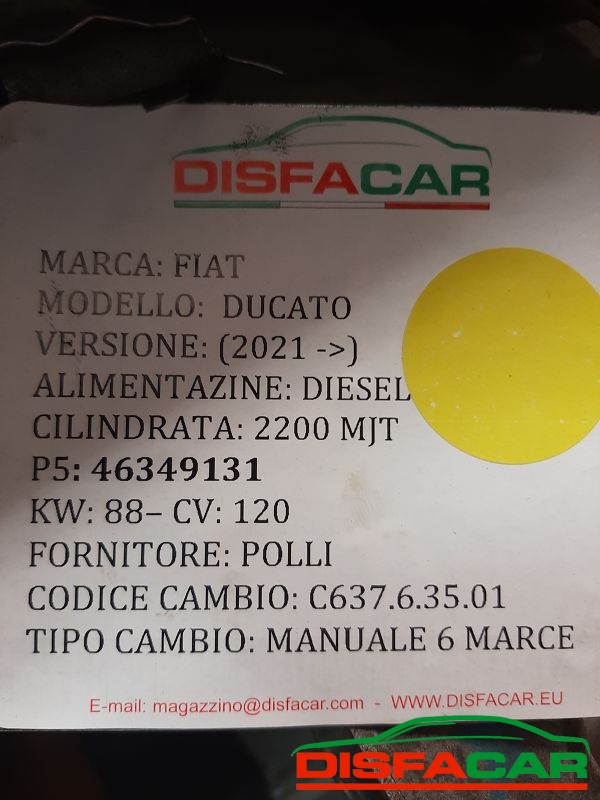 DISFACAR
MARCA: FIAT
MODELLO: DUCATO
VERSIONE: (2021 ->)
ALIMENTAZINE: DIESEL
CILINDRATA: 2200 MJT
P5: 46349131
KW: 88– CV: 120
FORNITORE: POLLI
CODICE CAMBIO: C637.6.35.01
TIPO CAMBIO: MANUALE 6 MARCE
E-mail: magazzino@disfacar.com - WWW.DISFACAR.EU
DISFACAR